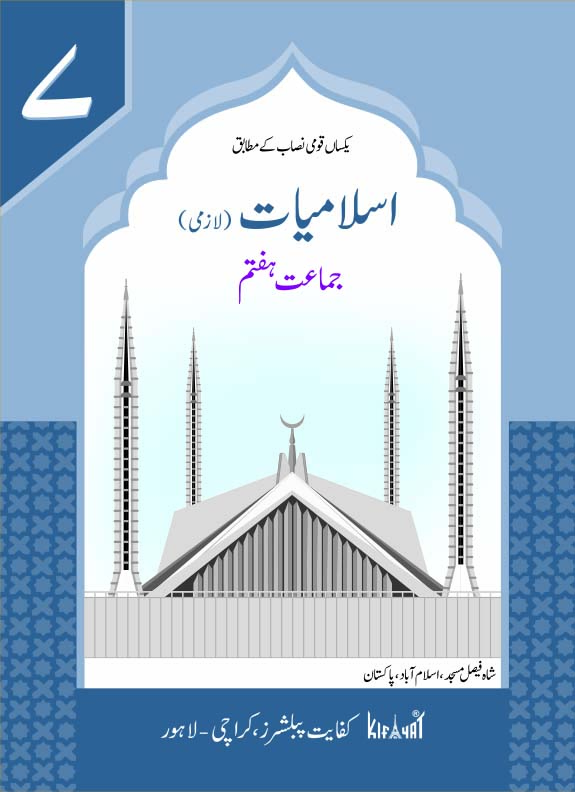 ۷
یکساں قومی نصاب کے مطابق
اسلامیات (لازمی)
جماعت ہفتم
شاہ فیصل مسجد، اسلام آباد، پاکستان
KIFAYAT® کفایت پبلشرز، کراچی - لاہور